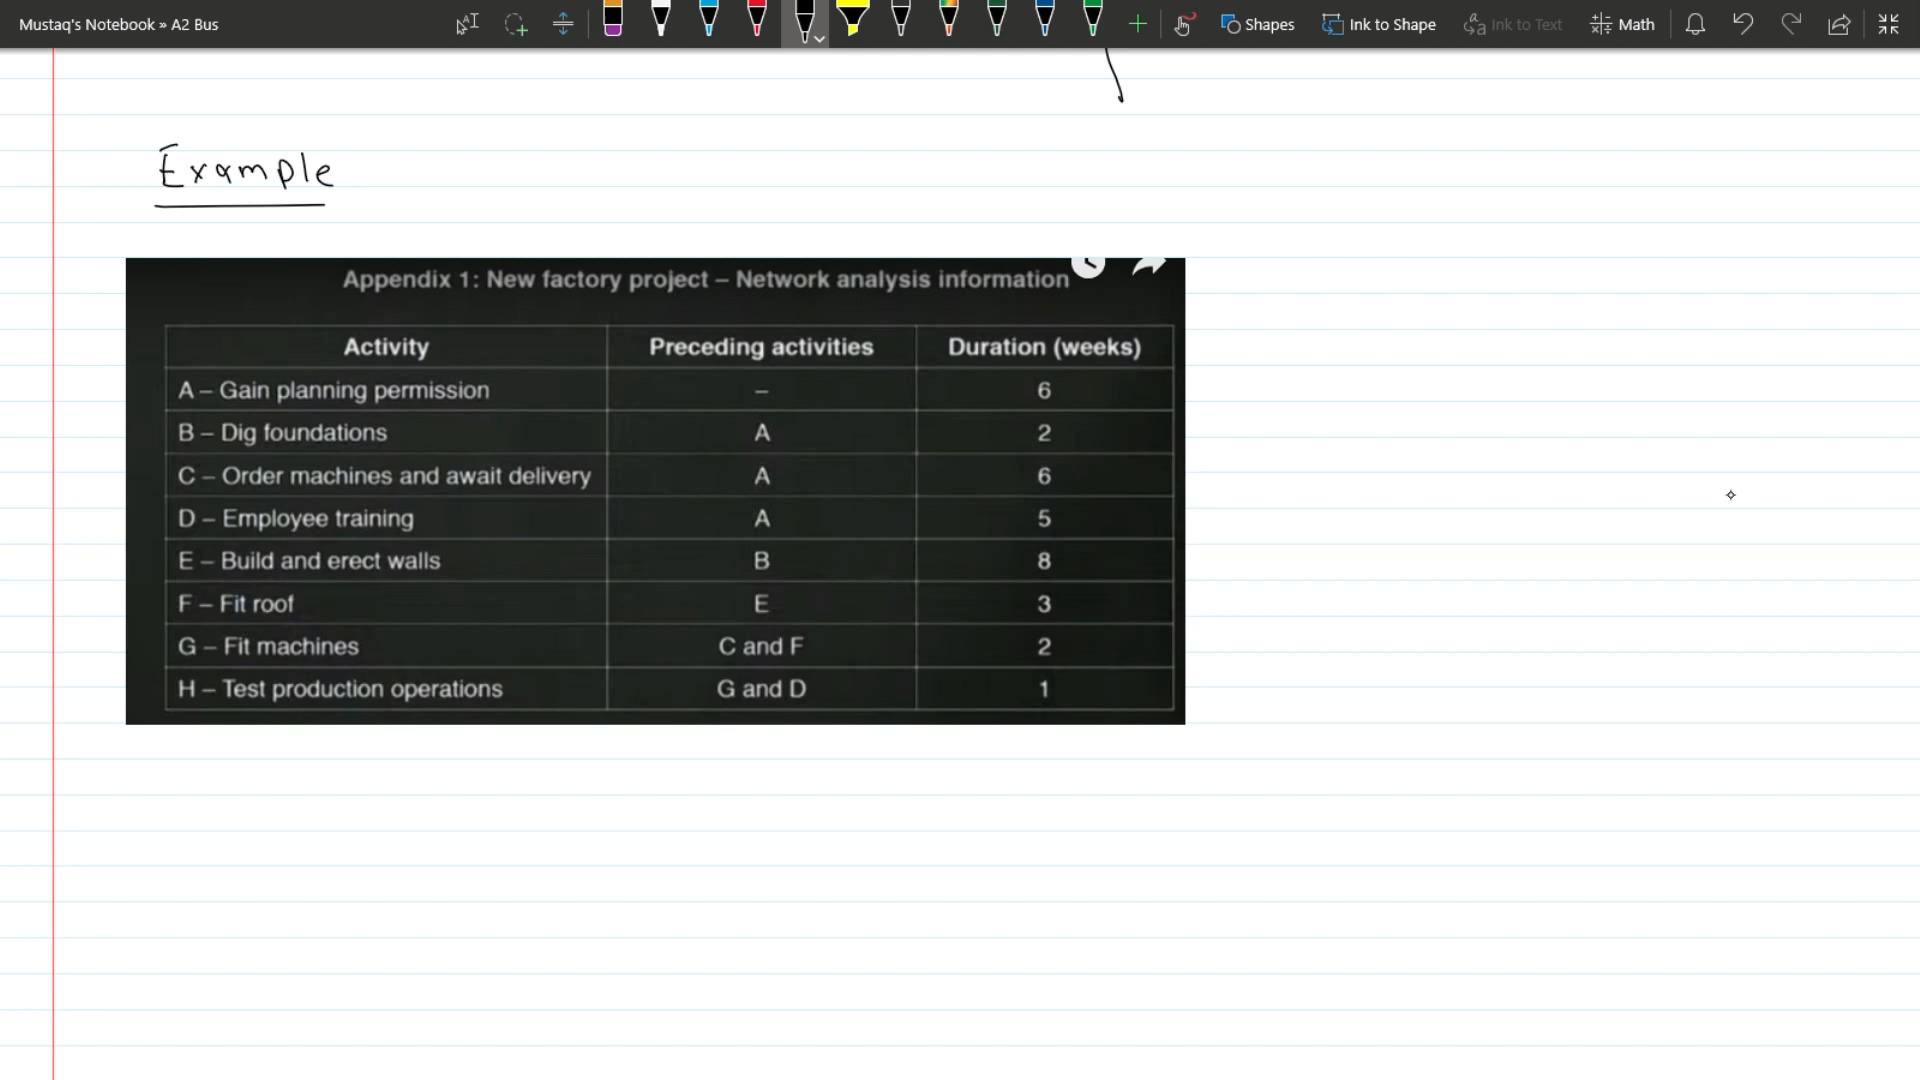 Mustaq's Notebook » A2 Bus
Shapes
Ink to Shape
Ink to Text
Math
Example
Appendix 1: New factory project – Network analysis information
Activity Preceding activities Duration (weeks)
A – Gain planning permission – 6
B – Dig foundations A 2
C – Order machines and await delivery A 6
D – Employee training A 5
E – Build and erect walls B 8
F – Fit roof E 3
G – Fit machines C and F 2
H – Test production operations G and D 1